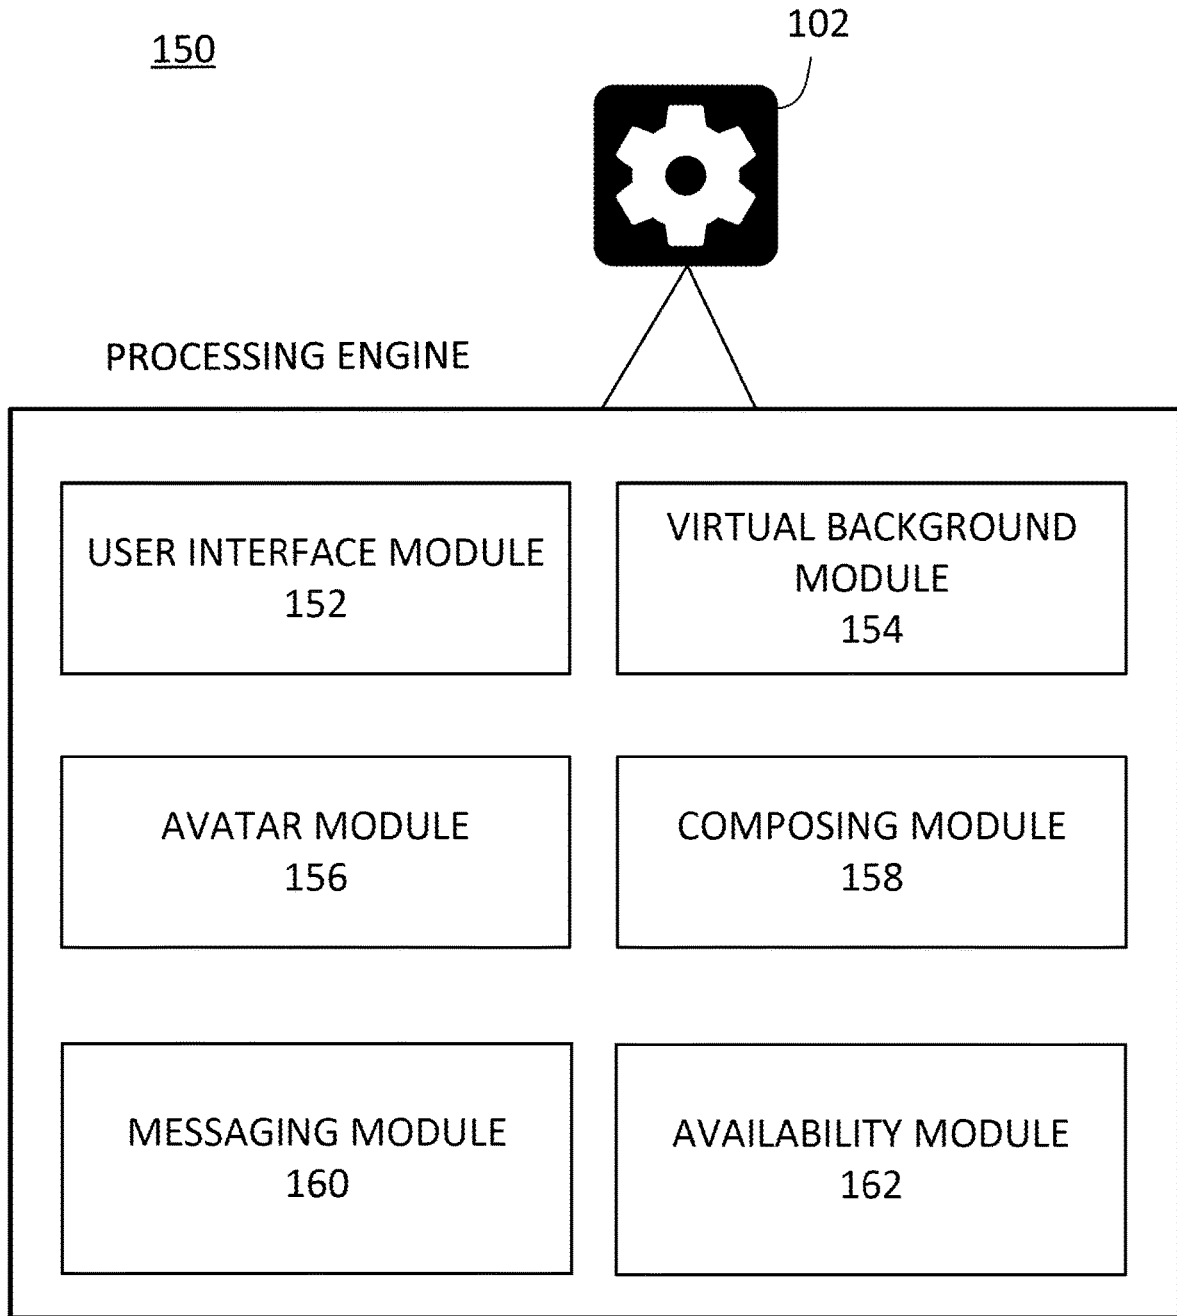 150
102
PROCESSING ENGINE
USER INTERFACE MODULE
152
VIRTUAL BACKGROUND
MODULE
154
AVATAR MODULE
156
COMPOSING MODULE
158
MESSAGING MODULE
160
AVAILABILITY MODULE
162